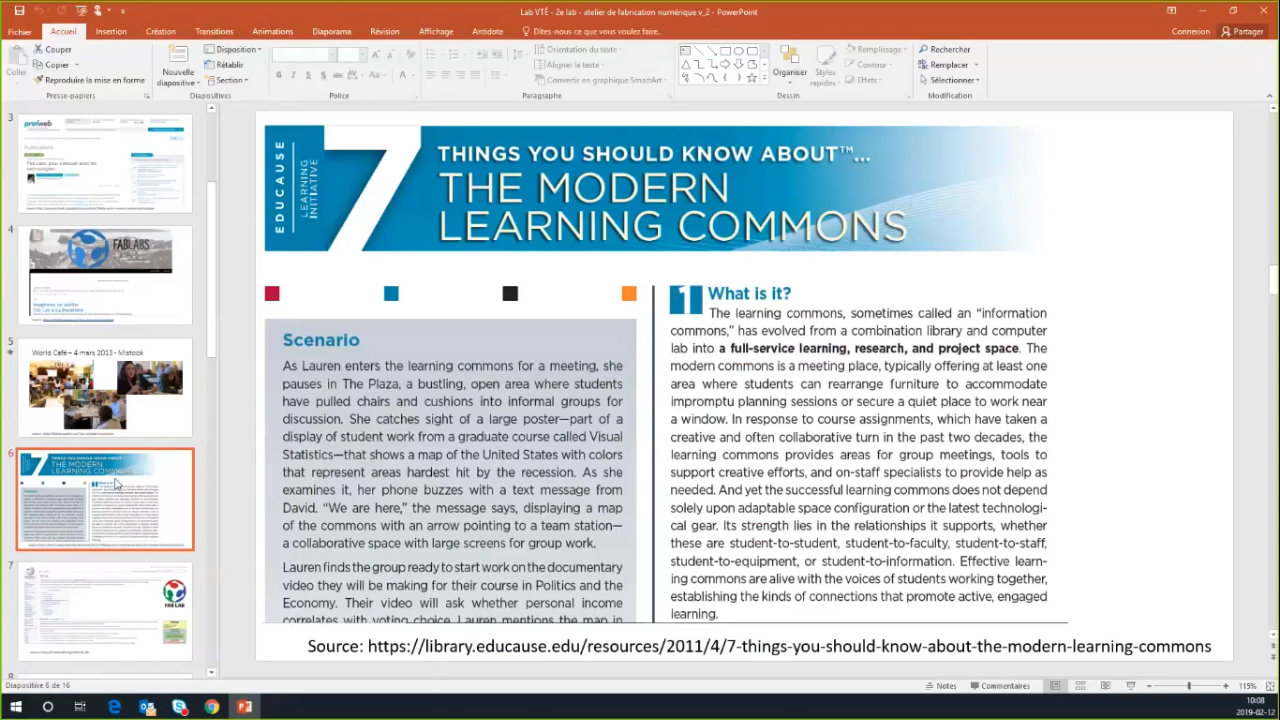 Lab VTÉ - 2e lab - atelier de fabrication numérique v_2 - PowerPoint
Fichier Accueil Insertion Création Transitions Animations Diaporama Révision Affichage Antidote Dites-nous ce que vous voulez faire... Connexion Partager
Coller
Couper
Copier
Reproduire la mise en forme
Presse-papiers
Nouvelle diapositive
Disposition
Rétablir
Section
Diapositives
Police
Orientation du texte
Aligner le texte
Convertir en graphique SmartArt
Paragraphe
Organiser
Styles rapides
Remplissage
Contour
Effets
Dessin
Rechercher
Remplacer
Sélectionner
Modification
3
profweb
4
FABLABS
5
World Café – 4 mars 2013 - Mistook
6
7
FAB LAB
8
EDUCAUSE
LEARNING
INITIATIVE
7
THINGS YOU SHOULD KNOW ABOUT™...
THE MODERN
LEARNING COMMONS
Scenario
As Lauren enters the learning commons for a meeting, she
pauses in The Plaza, a bustling, open area where students
have pulled chairs and cushions into informal groups for
discussion. She catches sight of a large poster—part of a
display of student work from a graduate course called Visual
Statistics—that shows a map of the United States with colors
that represent areas hardest hit by the recession. As she
examines it, her phone buzzes with a text message from
David. “We are here,” the message says, displaying a map
of the commons with an arrow pointing to a team station—
a collaborative space with large screens for group work.
Lauren finds the group ready to start work on the documentary
video they will be making for their course in Politics and the
Economy. Their video will ask whether personal income
correlates with voting choice. Lauren mentions the map in
1 What is it?
The learning commons, sometimes called an “information
commons,” has evolved from a combination library and computer
lab into a full-service learning, research, and project space. The
modern commons is a meeting place, typically offering at least one
area where students can rearrange furniture to accommodate
impromptu planning sessions or secure a quiet place to work near
a window. In response to course assignments, which have taken a
creative and often collaborative turn in the past two decades, the
learning commons provides areas for group meetings, tools to
support creative efforts, and on-staff specialists to provide help as
needed. And yet the successful learning commons does not depend
solely upon adaptable space configuration or the latest technologi-
cal gear. Its strength lies in the relationships it supports, whether
these are student-to-student, student-to-faculty, student-to-staff,
student-to-equipment, or student-to-information. Effective learn-
ing commons are alive with the voices of students working together,
establishing the kinds of connections that promote active, engaged
learning.
Source: https://library.educause.edu/resources/2011/4/7-things-you-should-know-about-the-modern-learning-commons
Diapositive 6 de 16
Notes Commentaires 115%
10:08
2019-02-12